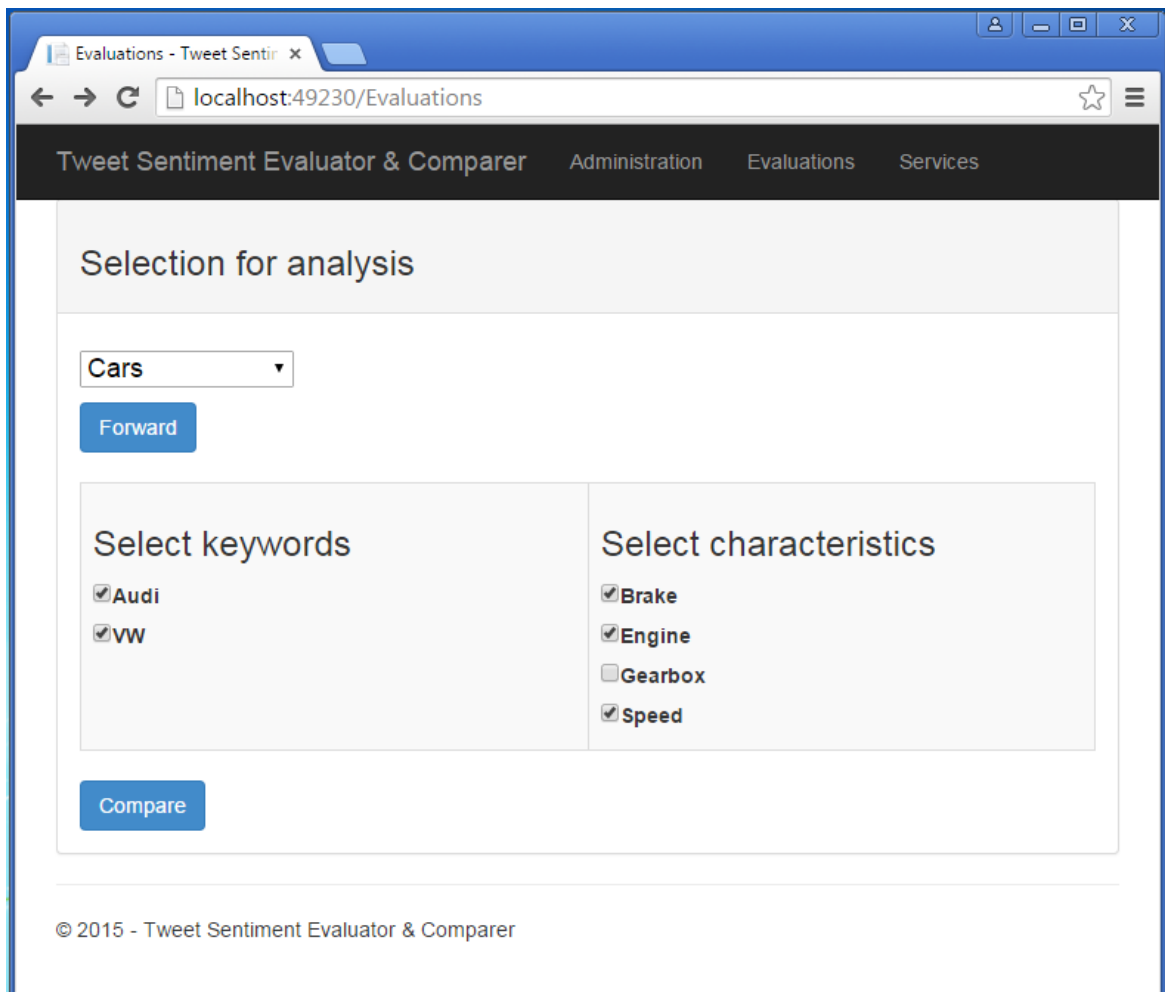 Evaluations - Tweet Sentir
localhost:49230/Evaluations
Tweet Sentiment Evaluator & Comparer Administration Evaluations Services
Selection for analysis
Cars
Forward
Select keywords
Audi
VW
Select characteristics
Brake
Engine
Gearbox
Speed
Compare
© 2015 - Tweet Sentiment Evaluator & Comparer